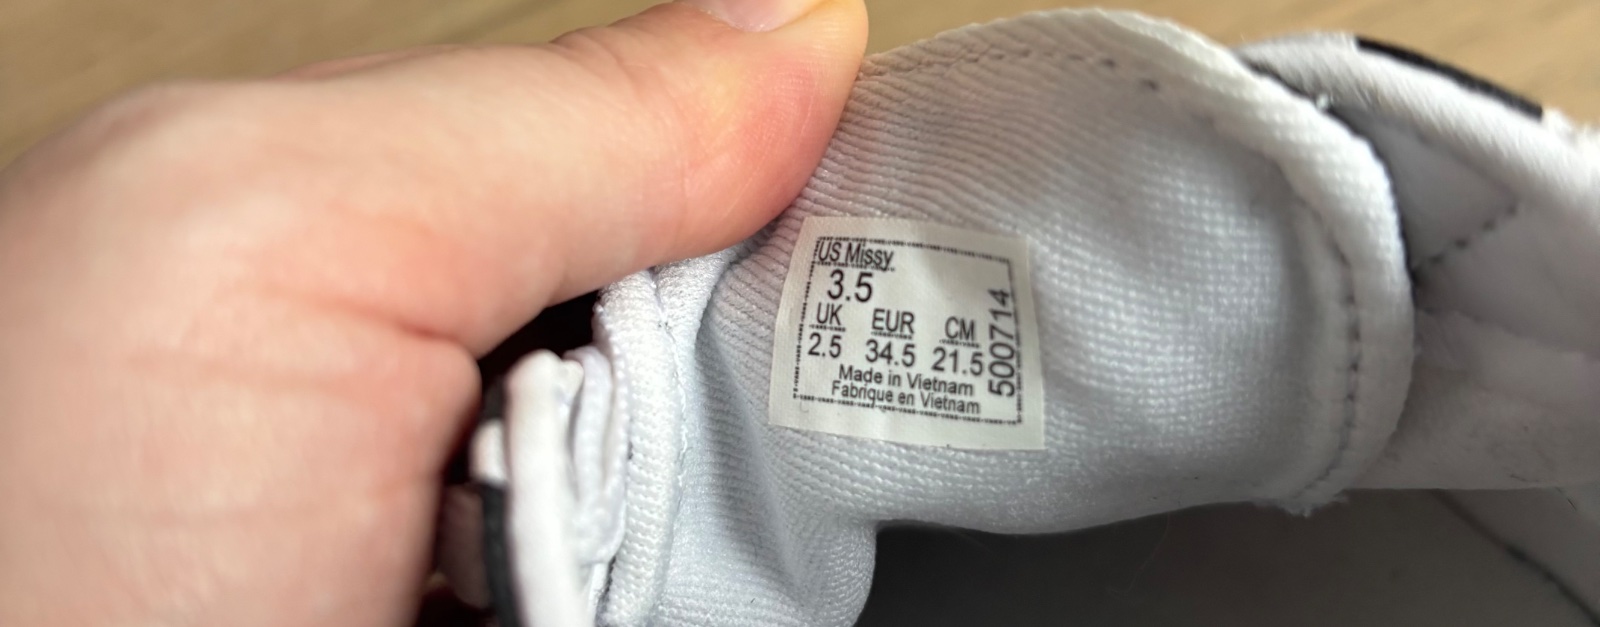 US Missy
3.5
UK EUR CM
2.5 34.5 21.5
Made in Vietnam
Fabrique en Vietnam
500714